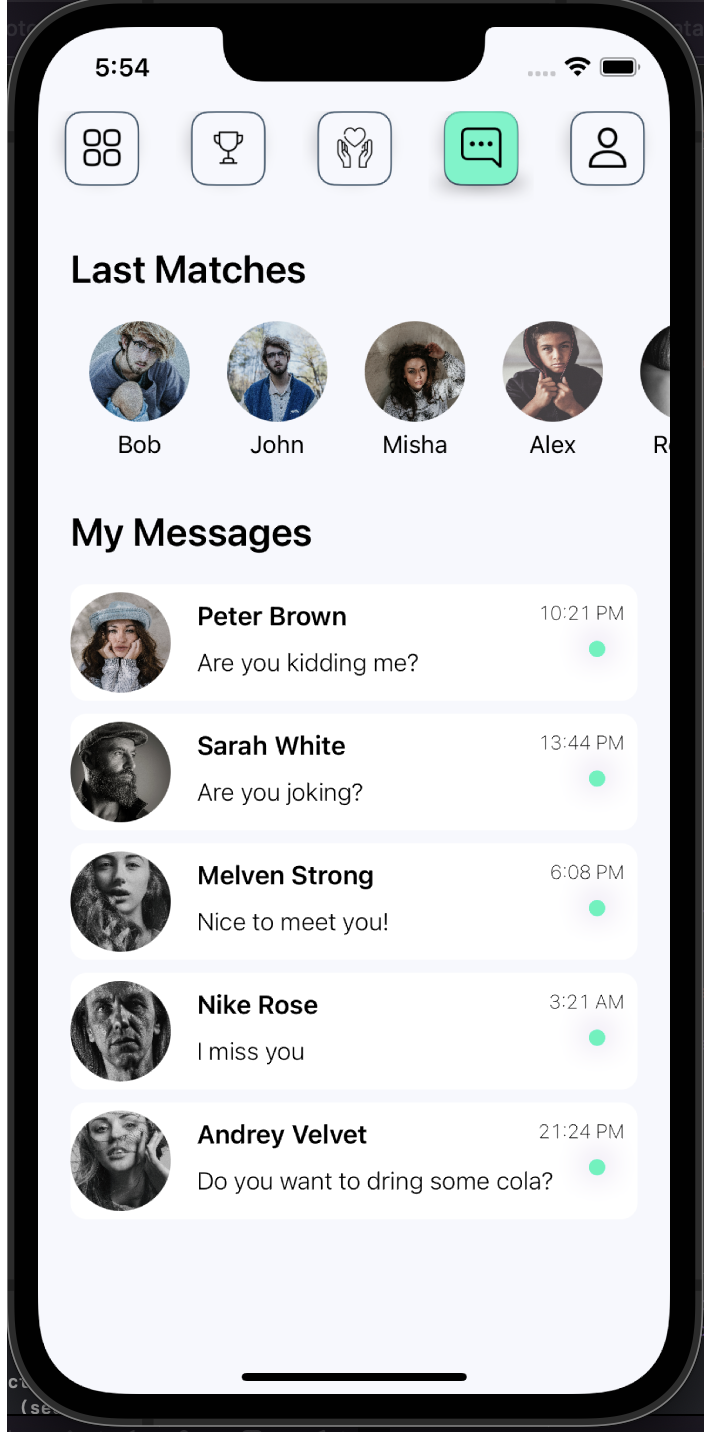 5:54
Last Matches
Bob
John
Misha
Alex
My Messages
Peter Brown
10:21 PM
Are you kidding me?
Sarah White
13:44 PM
Are you joking?
Melven Strong
6:08 PM
Nice to meet you!
Nike Rose
3:21 AM
I miss you
Andrey Velvet
21:24 PM
Do you want to dring some cola?